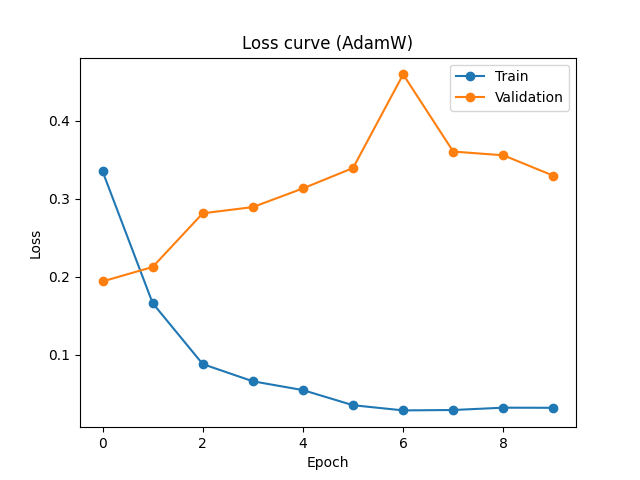 Loss curve (AdamW)
Train
Validation
0.4
0.3
0.2
0.1
Loss
0 2 4 6 8
Epoch